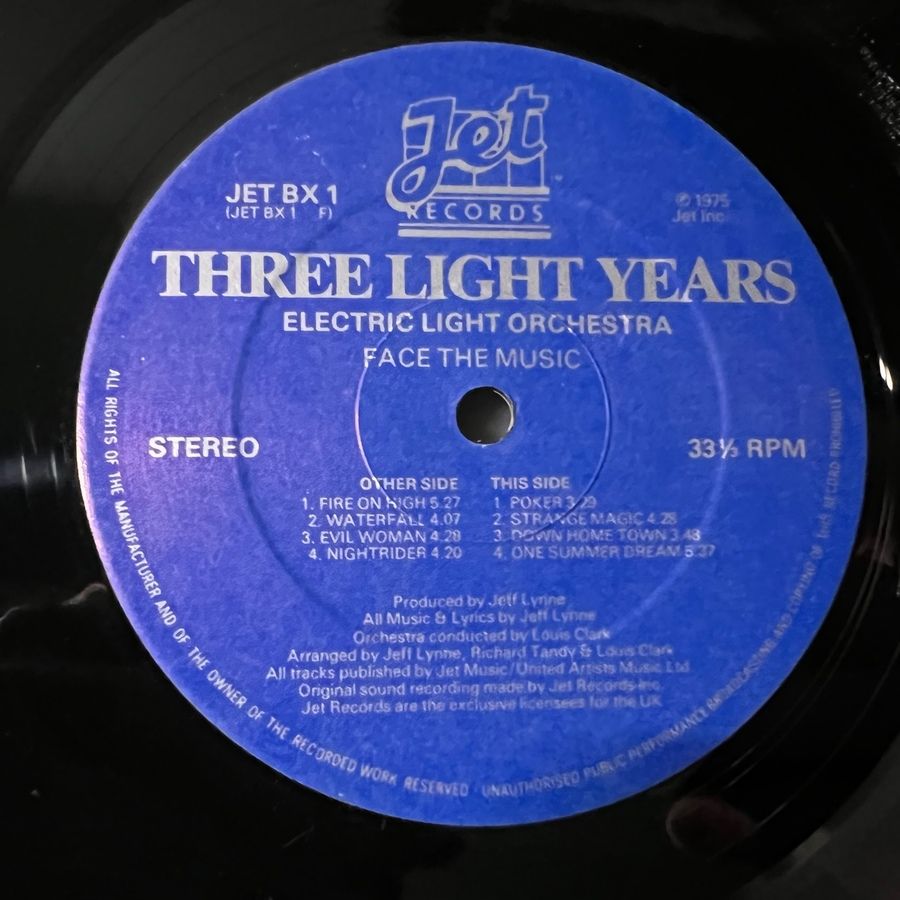 Jet
RECORDS
JET BX 1
(JET BX 1 F)
℗ 1975
Jet Inc
THREE LIGHT YEARS
ELECTRIC LIGHT ORCHESTRA
FACE THE MUSIC
STEREO
33⅓ RPM
OTHER SIDE
1. FIRE ON HIGH 5.27
2. WATERFALL 4.07
3. EVIL WOMAN 4.28
4. NIGHTRIDER 4.20
THIS SIDE
1. POKER 3.29
2. STRANGE MAGIC 4.28
3. DOWN HOME TOWN 3.48
4. ONE SUMMER DREAM 5.37
Produced by Jeff Lynne
All Music & Lyrics by Jeff Lynne
Orchestra conducted by Louis Clark
Arranged by Jeff Lynne, Richard Tandy & Louis Clark
All tracks published by Jet Music/United Artists Music Ltd
Original sound recording made by Jet Records Inc
Jet Records are the exclusive licensees for the UK
ALL RIGHTS OF THE MANUFACTURER AND OF THE OWNER OF THE RECORDED WORK RESERVED · UNAUTHORISED PUBLIC PERFORMANCE, BROADCASTING AND COPYING OF THIS RECORD PROHIBITED